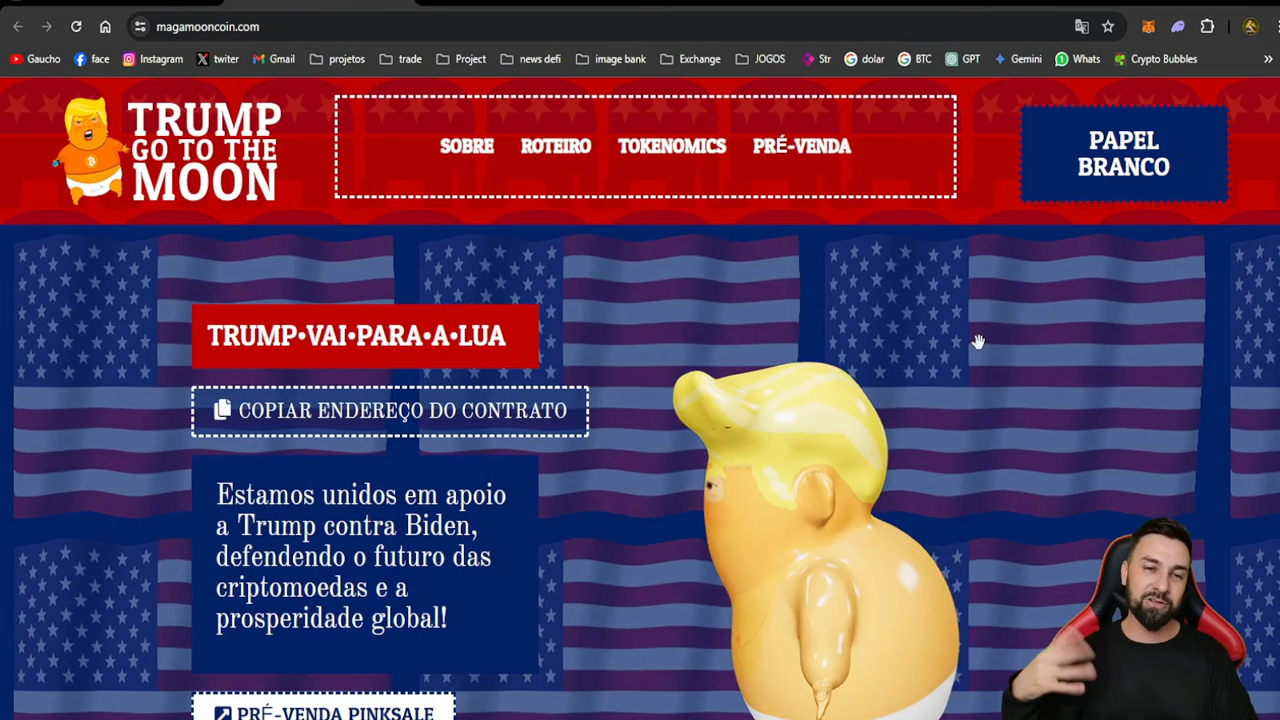 magamooncoin.com
Gaucho
face
Instagram
twiter
Gmail
projetos
trade
Project
news defi
image bank
Exchange
JOGOS
Str
dolar
BTC
GPT
Gemini
Whats
Crypto Bubbles
»
TRUMP
GO TO THE
MOON
SOBRE
ROTEIRO
TOKENOMICS
PRÉ-VENDA
PAPEL
BRANCO
TRUMP•VAI•PARA•A•LUA
COPIAR ENDEREÇO DO CONTRATO
Estamos unidos em apoio
a Trump contra Biden,
defendendo o futuro das
criptomoedas e a
prosperidade global!
PRÉ-VENDA PINKSALE